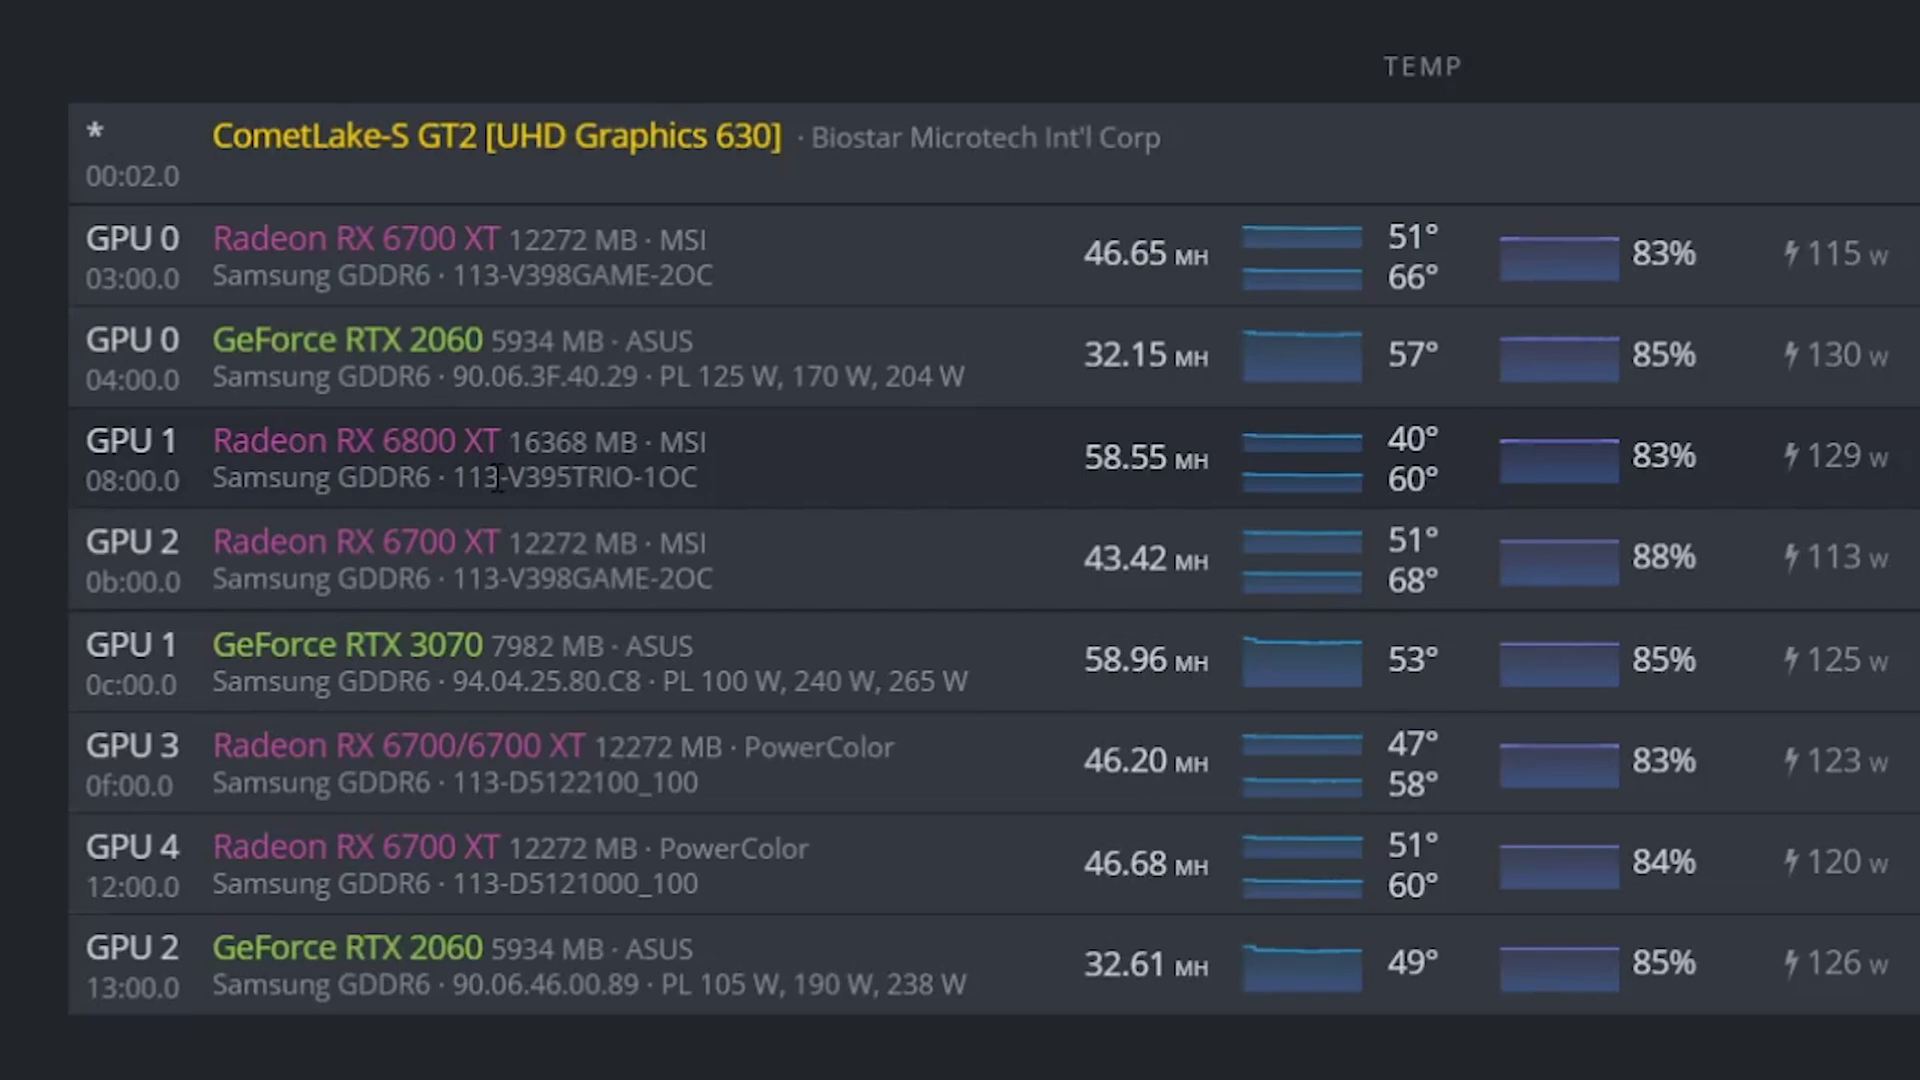 TEMP
* CometLake-S GT2 [UHD Graphics 630] · Biostar Microtech Int'l Corp
00:02.0
GPU 0 Radeon RX 6700 XT 12272 MB · MSI 46.65 MH 51° 83% 115 W
03:00.0 Samsung GDDR6 · 113-V398GAME-2OC 66°
GPU 0 GeForce RTX 2060 5934 MB · ASUS 32.15 MH 57° 85% 130 W
04:00.0 Samsung GDDR6 · 90.06.3F.40.29 · PL 125 W, 170 W, 204 W
GPU 1 Radeon RX 6800 XT 16368 MB · MSI 58.55 MH 40° 83% 129 W
08:00.0 Samsung GDDR6 · 113-V395TRIO-1OC 60°
GPU 2 Radeon RX 6700 XT 12272 MB · MSI 43.42 MH 51° 88% 113 W
0b:00.0 Samsung GDDR6 · 113-V398GAME-2OC 68°
GPU 1 GeForce RTX 3070 7982 MB · ASUS 58.96 MH 53° 85% 125 W
0c:00.0 Samsung GDDR6 · 94.04.25.80.C8 · PL 100 W, 240 W, 265 W
GPU 3 Radeon RX 6700/6700 XT 12272 MB · PowerColor 46.20 MH 47° 83% 123 W
0f:00.0 Samsung GDDR6 · 113-D5122100_100 58°
GPU 4 Radeon RX 6700 XT 12272 MB · PowerColor 46.68 MH 51° 84% 120 W
12:00.0 Samsung GDDR6 · 113-D5121000_100 60°
GPU 2 GeForce RTX 2060 5934 MB · ASUS 32.61 MH 49° 85% 126 W
13:00.0 Samsung GDDR6 · 90.06.46.00.89 · PL 105 W, 190 W, 238 W